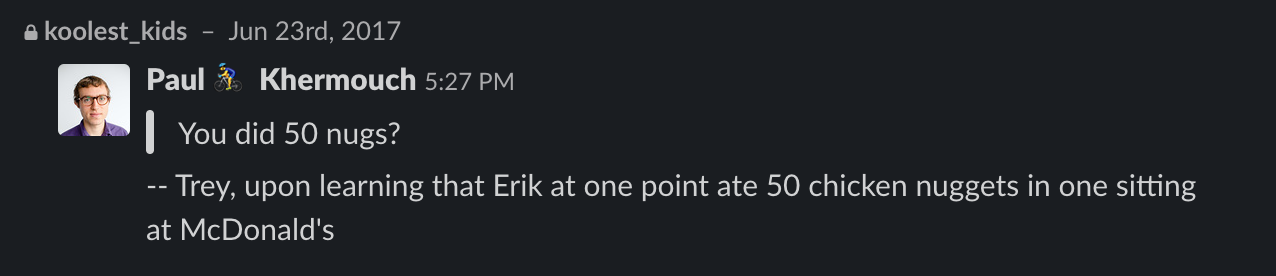 koolest_kids – Jun 23rd, 2017
Paul 🚴 Khermouch 5:27 PM
You did 50 nugs?
-- Trey, upon learning that Erik at one point ate 50 chicken nuggets in one sitting
at McDonald's